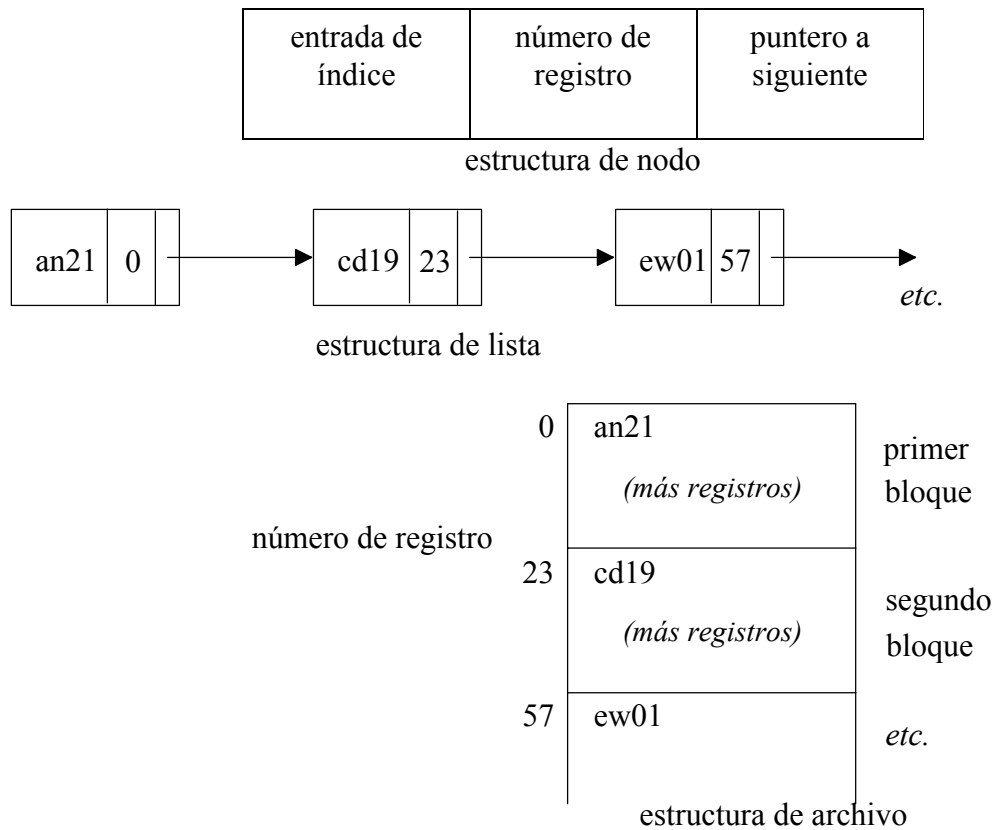 entrada de
índice
número de
registro
puntero a
siguiente
estructura de nodo
an21 0
cd19 23
ew01 57
etc.
estructura de lista
0 an21
(más registros)
primer
bloque
número de registro
23 cd19
(más registros)
segundo
bloque
57 ew01
etc.
estructura de archivo